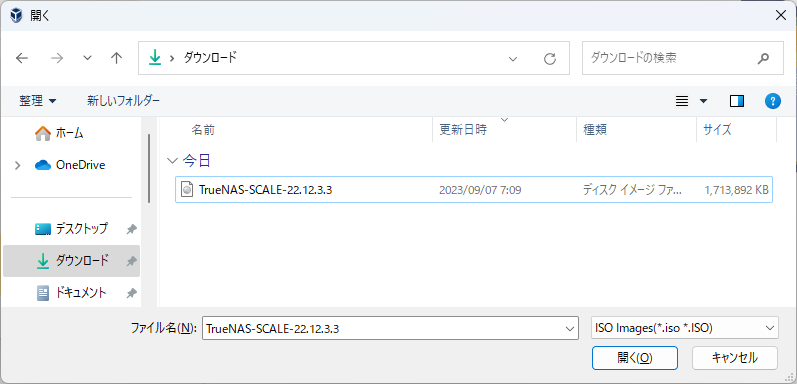 開く
ダウンロード
ダウンロードの検索
整理
新しいフォルダー
ホーム
OneDrive
デスクトップ
ダウンロード
ドキュメント
名前 更新日時 種類 サイズ
今日
TrueNAS-SCALE-22.12.3.3 2023/09/07 7:09 ディスク イメージ ファ... 1,713,892 KB
ファイル名(N): TrueNAS-SCALE-22.12.3.3 ISO Images(*.iso *.ISO)
開く(O) キャンセル